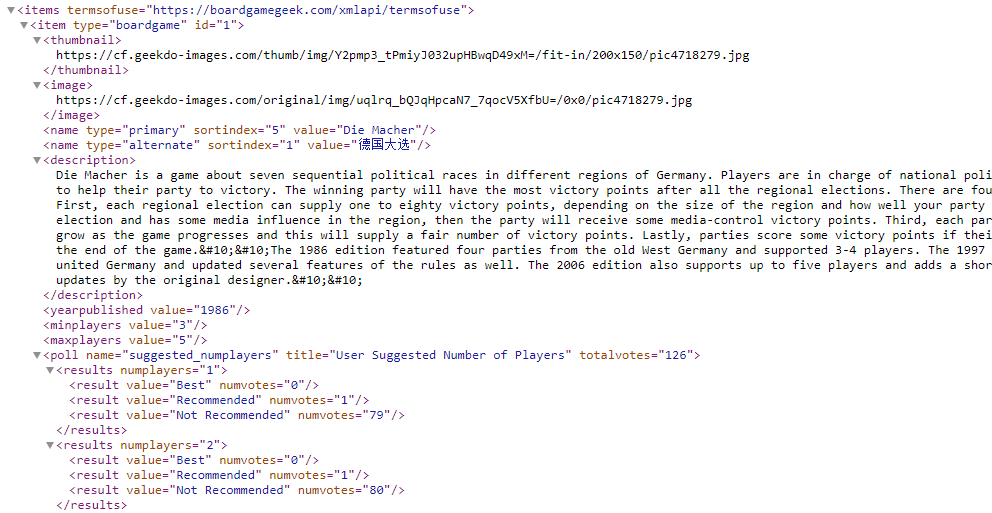 ▼<items termsofuse="https://boardgamegeek.com/xmlapi/termsofuse">
▼<item type="boardgame" id="1">
▼<thumbnail>
https://cf.geekdo-images.com/thumb/img/Y2pmp3_tPmiyJ032upHBwqD49xM=/fit-in/200x150/pic4718279.jpg
</thumbnail>
▼<image>
https://cf.geekdo-images.com/original/img/uqlrq_bQJqHpcaN7_7qocV5XfbU=/0x0/pic4718279.jpg
</image>
<name type="primary" sortindex="5" value="Die Macher"/>
<name type="alternate" sortindex="1" value="德国大选"/>
▼<description>
Die Macher is a game about seven sequential political races in different regions of Germany. Players are in charge of national poli
to help their party to victory. The winning party will have the most victory points after all the regional elections. There are fou
First, each regional election can supply one to eighty victory points, depending on the size of the region and how well your party
election and has some media influence in the region, then the party will receive some media-control victory points. Third, each par
grow as the game progresses and this will supply a fair number of victory points. Lastly, parties score some victory points if thei
the end of the game.&#10;&#10;The 1986 edition featured four parties from the old West Germany and supported 3-4 players. The 1997
united Germany and updated several features of the rules as well. The 2006 edition also supports up to five players and adds a shor
updates by the original designer.&#10;&#10;
</description>
<yearpublished value="1986"/>
<minplayers value="3"/>
<maxplayers value="5"/>
▼<poll name="suggested_numplayers" title="User Suggested Number of Players" totalvotes="126">
▼<results numplayers="1">
<result value="Best" numvotes="0"/>
<result value="Recommended" numvotes="1"/>
<result value="Not Recommended" numvotes="79"/>
</results>
▼<results numplayers="2">
<result value="Best" numvotes="0"/>
<result value="Recommended" numvotes="1"/>
<result value="Not Recommended" numvotes="80"/>
</results>